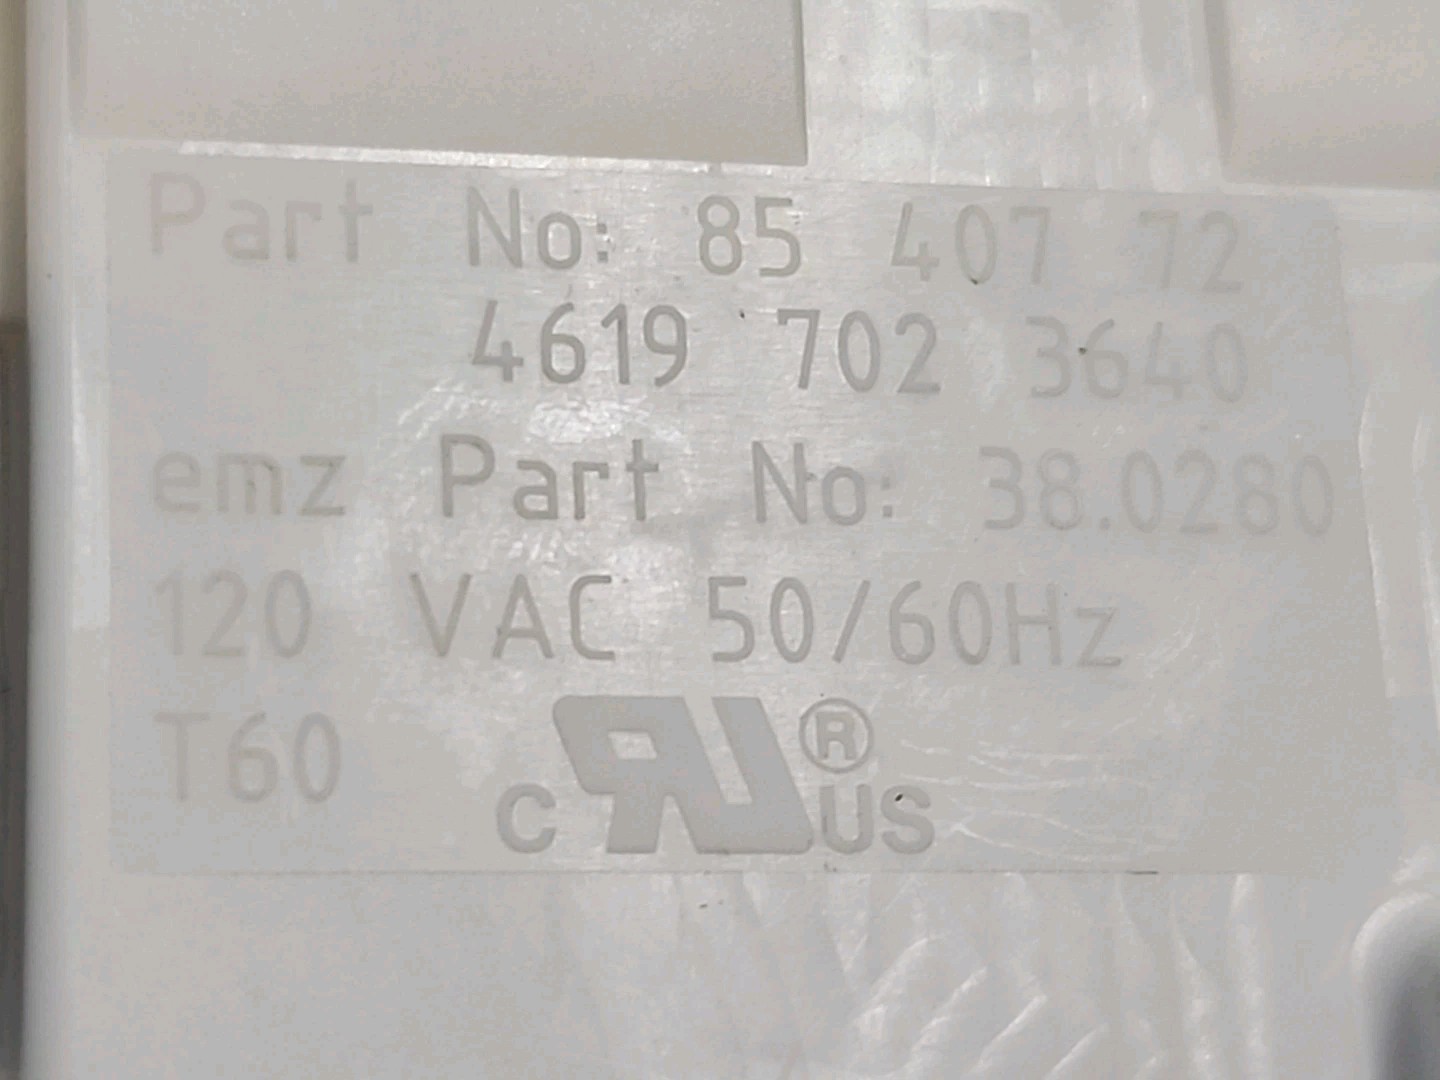 Part No: 85 407 72
4619 702 3640
emz Part No: 38.0280
120 VAC 50/60Hz
T60
C RU ® US